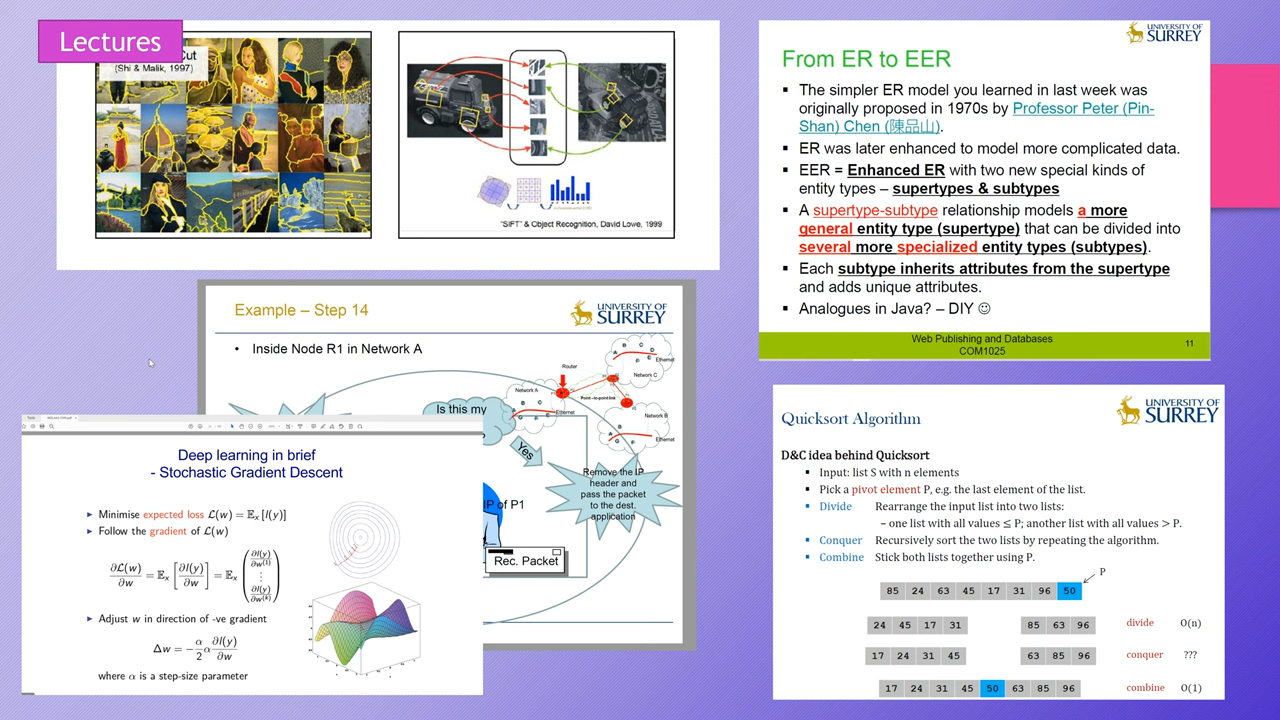 Lectures
Cut
(Shi & Malik, 1997)
"SIFT" & Object Recognition, David Lowe, 1999
UNIVERSITY OF
SURREY
From ER to EER
▪ The simpler ER model you learned in last week was
originally proposed in 1970s by Professor Peter (Pin-
Shan) Chen (陳品山).
▪ ER was later enhanced to model more complicated data.
▪ EER = Enhanced ER with two new special kinds of
entity types – supertypes & subtypes
▪ A supertype-subtype relationship models a more
general entity type (supertype) that can be divided into
several more specialized entity types (subtypes).
▪ Each subtype inherits attributes from the supertype
and adds unique attributes.
▪ Analogues in Java? – DIY ☺
Web Publishing and Databases
COM1025
11
Example – Step 14
UNIVERSITY OF
SURREY
• Inside Node R1 in Network A
Router
Ethernet
Network C
Network A
Point-to-point link
Ethernet
Network B
Ethernet
Is this my
Yes
Remove the IP
header and
pass the packet
to the dest.
application
IP of P1
Rec. Packet
Deep learning in brief
- Stochastic Gradient Descent
▶ Minimise expected loss L(w) = 𝔼ₓ [l(y)]
▶ Follow the gradient of L(w)
∂L(w)/∂w = 𝔼ₓ [∂l(y)/∂w] = 𝔼ₓ (∂l(y)/∂w⁽¹⁾ ⋮ ∂l(y)/∂w⁽ᵏ⁾)
▶ Adjust w in direction of -ve gradient
Δw = −α/2 α ∂l(y)/∂w
where α is a step-size parameter
Quicksort Algorithm
UNIVERSITY OF
SURREY
D&C idea behind Quicksort
▪ Input: list S with n elements
▪ Pick a pivot element P, e.g. the last element of the list.
▪ Divide Rearrange the input list into two lists:
– one list with all values ≤ P; another list with all values > P.
▪ Conquer Recursively sort the two lists by repeating the algorithm.
▪ Combine Stick both lists together using P.
P
85 24 63 45 17 31 96 50
24 45 17 31 85 63 96 divide O(n)
17 24 31 45 63 85 96 conquer ???
17 24 31 45 50 63 85 96 combine O(1)